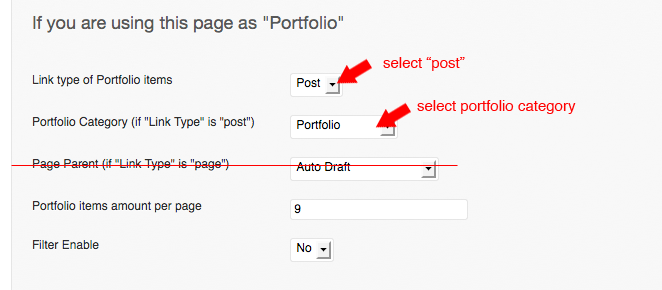 If you are using this page as "Portfolio"
select “post”
Link type of Portfolio items Post
select portfolio category
Portfolio Category (if "Link Type" is "post") Portfolio
Page Parent (if "Link Type" is "page") Auto Draft
Portfolio items amount per page 9
Filter Enable No